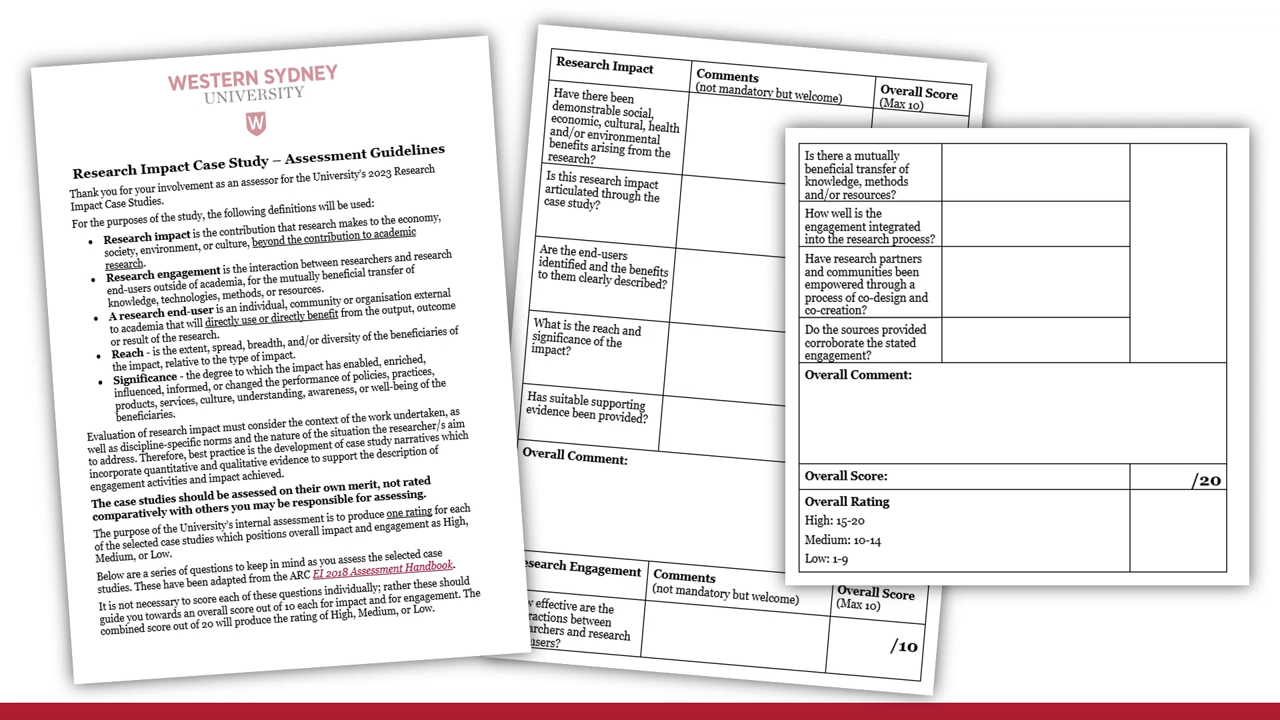 WESTERN SYDNEY
UNIVERSITY
W
Research Impact Case Study – Assessment Guidelines
Thank you for your involvement as an assessor for the University's 2023 Research
Impact Case Studies.
For the purposes of the study, the following definitions will be used:
• Research impact is the contribution that research makes to the economy,
society, environment, or culture, beyond the contribution to academic
research.
• Research engagement is the interaction between researchers and research
end-users outside of academia, for the mutually beneficial transfer of
knowledge, technologies, methods, or resources.
• A research end-user is an individual, community or organisation external
to academia that will directly use or directly benefit from the output, outcome
or result of the research.
• Reach - is the extent, spread, breadth, and/or diversity of the beneficiaries of
the impact, relative to the type of impact.
• Significance - the degree to which the impact has enabled, enriched,
influenced, informed, or changed the performance of policies, practices,
products, services, culture, understanding, awareness, or well-being of the
beneficiaries.
Evaluation of research impact must consider the context of the work undertaken, as
well as discipline-specific norms and the nature of the situation the researcher/s aim
to address. Therefore, best practice is the development of case study narratives which
incorporate quantitative and qualitative evidence to support the description of
engagement activities and impact achieved.
The case studies should be assessed on their own merit, not rated
comparatively with others you may be responsible for assessing.
The purpose of the University's internal assessment is to produce one rating for each
of the selected case studies which positions overall impact and engagement as High,
Medium, or Low.
Below are a series of questions to keep in mind as you assess the selected case
studies. These have been adapted from the ARC EI 2018 Assessment Handbook.
It is not necessary to score each of these questions individually; rather these should
guide you towards an overall score out of 10 each for impact and for engagement. The
combined score out of 20 will produce the rating of High, Medium, or Low.
Research Impact
Comments
(not mandatory but welcome)
Overall Score
(Max 10)
Have there been
demonstrable social,
economic, cultural, health
and/or environmental
benefits arising from the
research?
Is this research impact
articulated through the
case study?
Are the end-users
identified and the benefits
to them clearly described?
What is the reach and
significance of the
impact?
Has suitable supporting
evidence been provided?
Overall Comment:
esearch Engagement
Comments
(not mandatory but welcome)
Overall Score
(Max 10)
effective are the
ractions between
archers and research
users?
/10
Is there a mutually
beneficial transfer of
knowledge, methods
and/or resources?
How well is the
engagement integrated
into the research process?
Have research partners
and communities been
empowered through a
process of co-design and
co-creation?
Do the sources provided
corroborate the stated
engagement?
Overall Comment:
Overall Score:
/20
Overall Rating
High: 15-20
Medium: 10-14
Low: 1-9